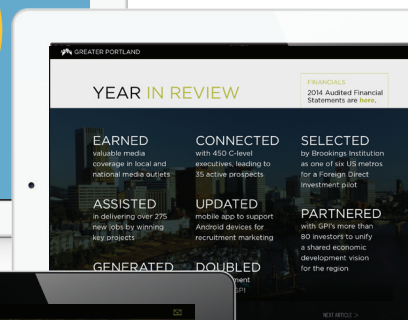 GREATER PORTLAND
YEAR IN REVIEW
FINANCIALS
2014 Audited Financial
Statements are here.
EARNED
valuable media
coverage in local and
national media outlets
CONNECTED
with 450 C-level
executives, leading to
35 active prospects
SELECTED
by Brookings Institution
as one of six US metros
for a Foreign Direct
Investment pilot
ASSISTED
in delivering over 275
new jobs by winning
key projects
UPDATED
mobile app to support
Android devices for
recruitment marketing
PARTNERED
with GPI's more than
80 investors to unify
a shared economic
development vision
for the region
GENERATED
DOUBLED
GPI
NEXT ARTICLE >